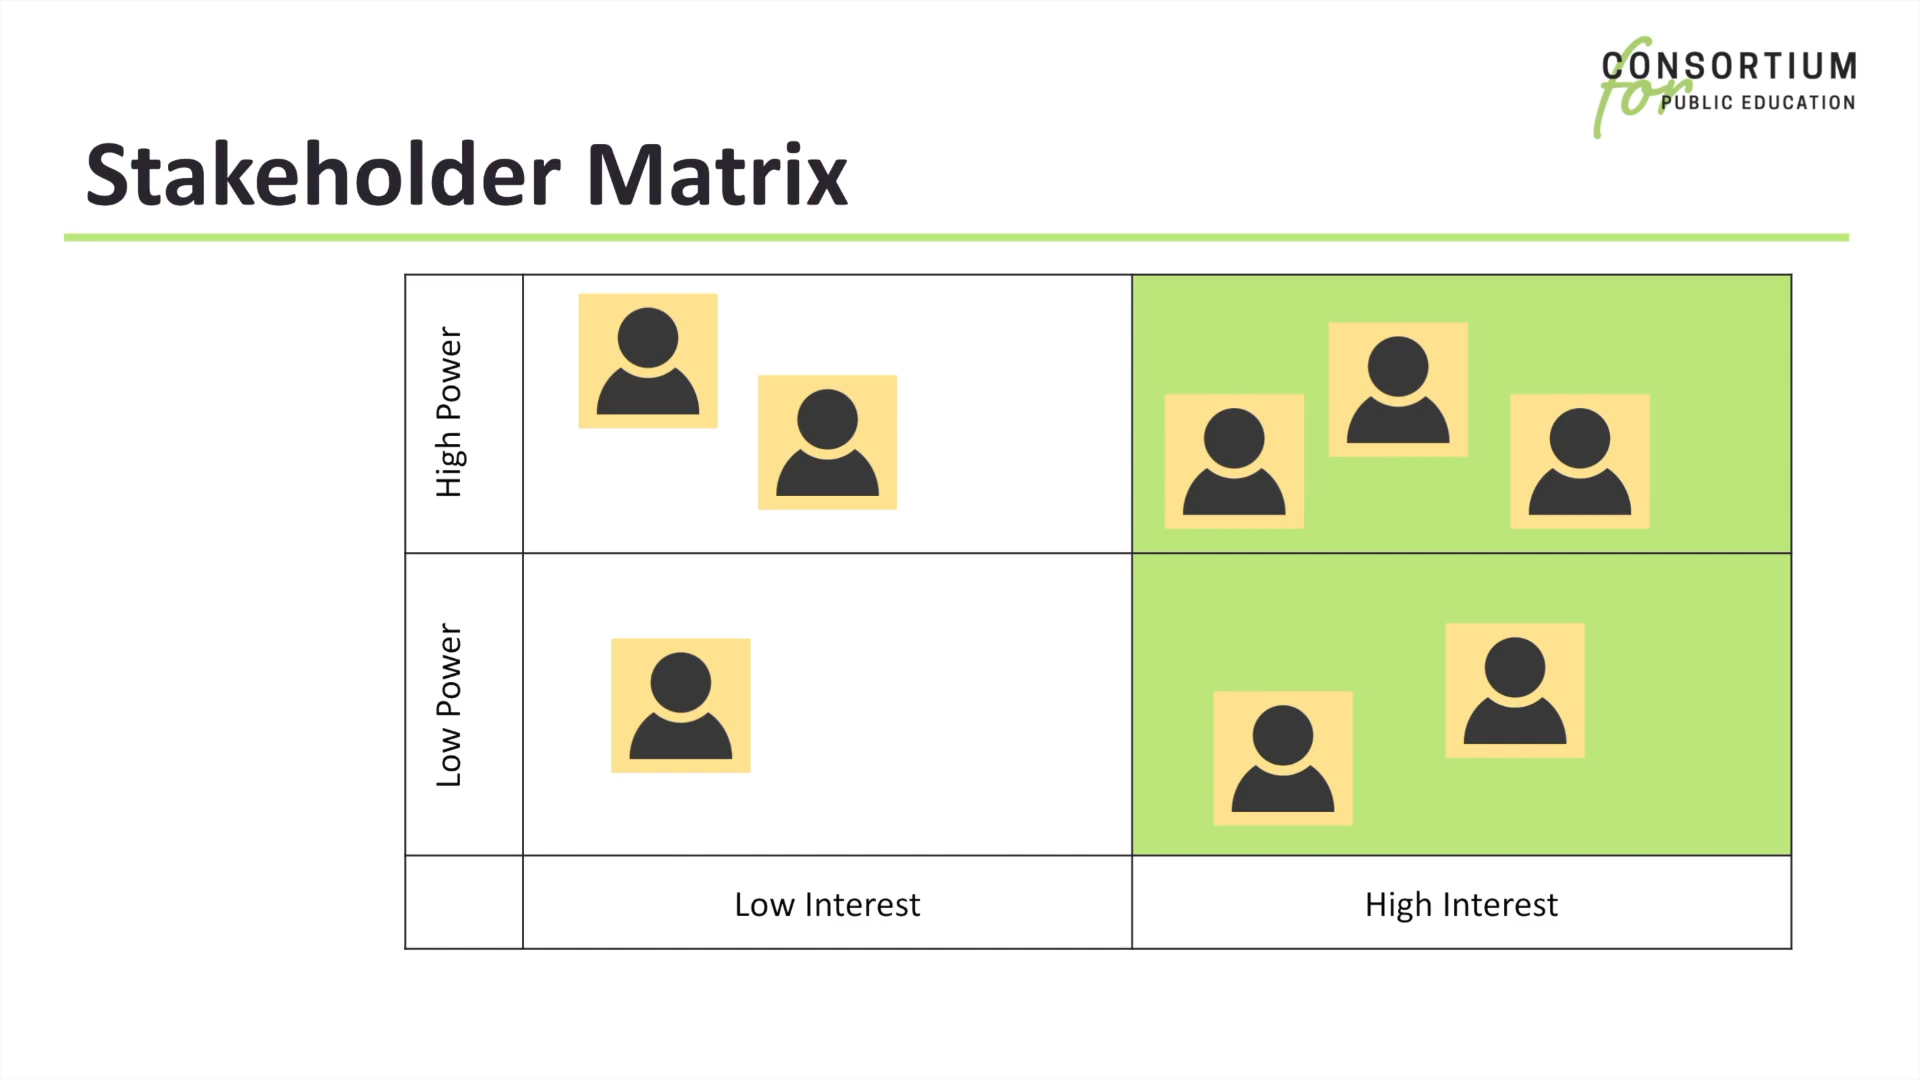 CONSORTIUM
for PUBLIC EDUCATION
Stakeholder Matrix
High Power
Low Power
Low Interest
High Interest